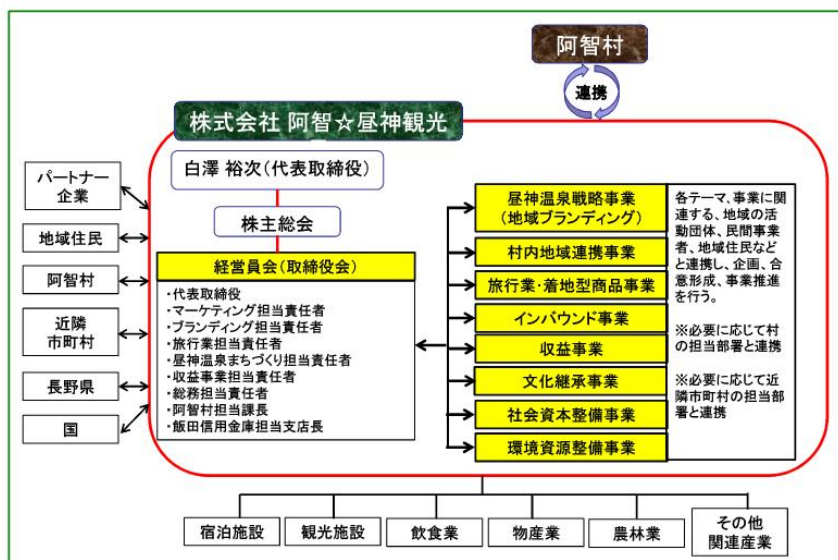 阿智村
連携
株式会社 阿智☆昼神観光
白澤 裕次(代表取締役)
株主総会
経営員会(取締役会)
・代表取締役
・マーケティング担当責任者
・ブランディング担当責任者
・旅行業担当責任者
・昼神温泉まちづくり担当責任者
・収益事業担当責任者
・総務担当責任者
・阿智村担当課長
・飯田信用金庫担当支店長
パートナー
企業
地域住民
阿智村
近隣
市町村
長野県
国
昼神温泉戦略事業
(地域ブランディング)
村内地域連携事業
旅行業・着地型商品事業
インバウンド事業
収益事業
文化継承事業
社会資本整備事業
環境資源整備事業
各テーマ、事業に関
連する、地域の活
動団体、民間事業
者、地域住民など
と連携し、企画、合
意形成、事業推進
を行う。
※必要に応じて村
の担当部署と連携
※必要に応じて近
隣市町村の担当部
署と連携
宿泊施設
観光施設
飲食業
物産業
農林業
その他
関連産業